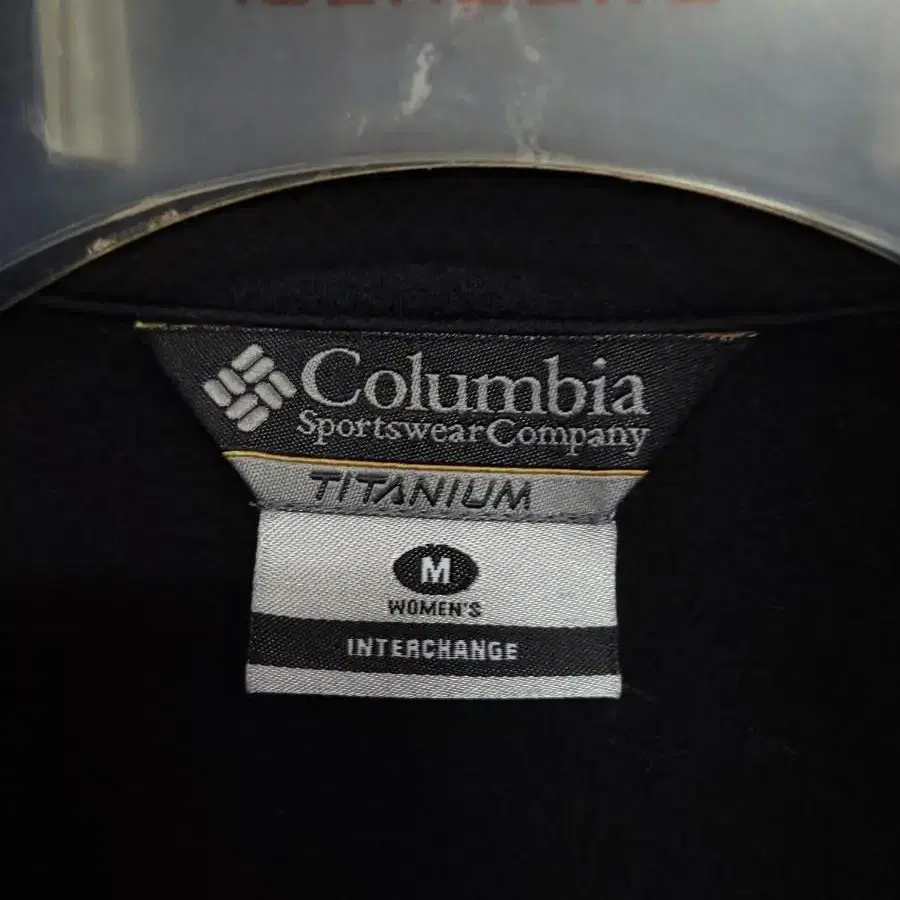 Columbia
Sportswear Company
TITANIUM
M
WOMEN'S
INTERCHANGE